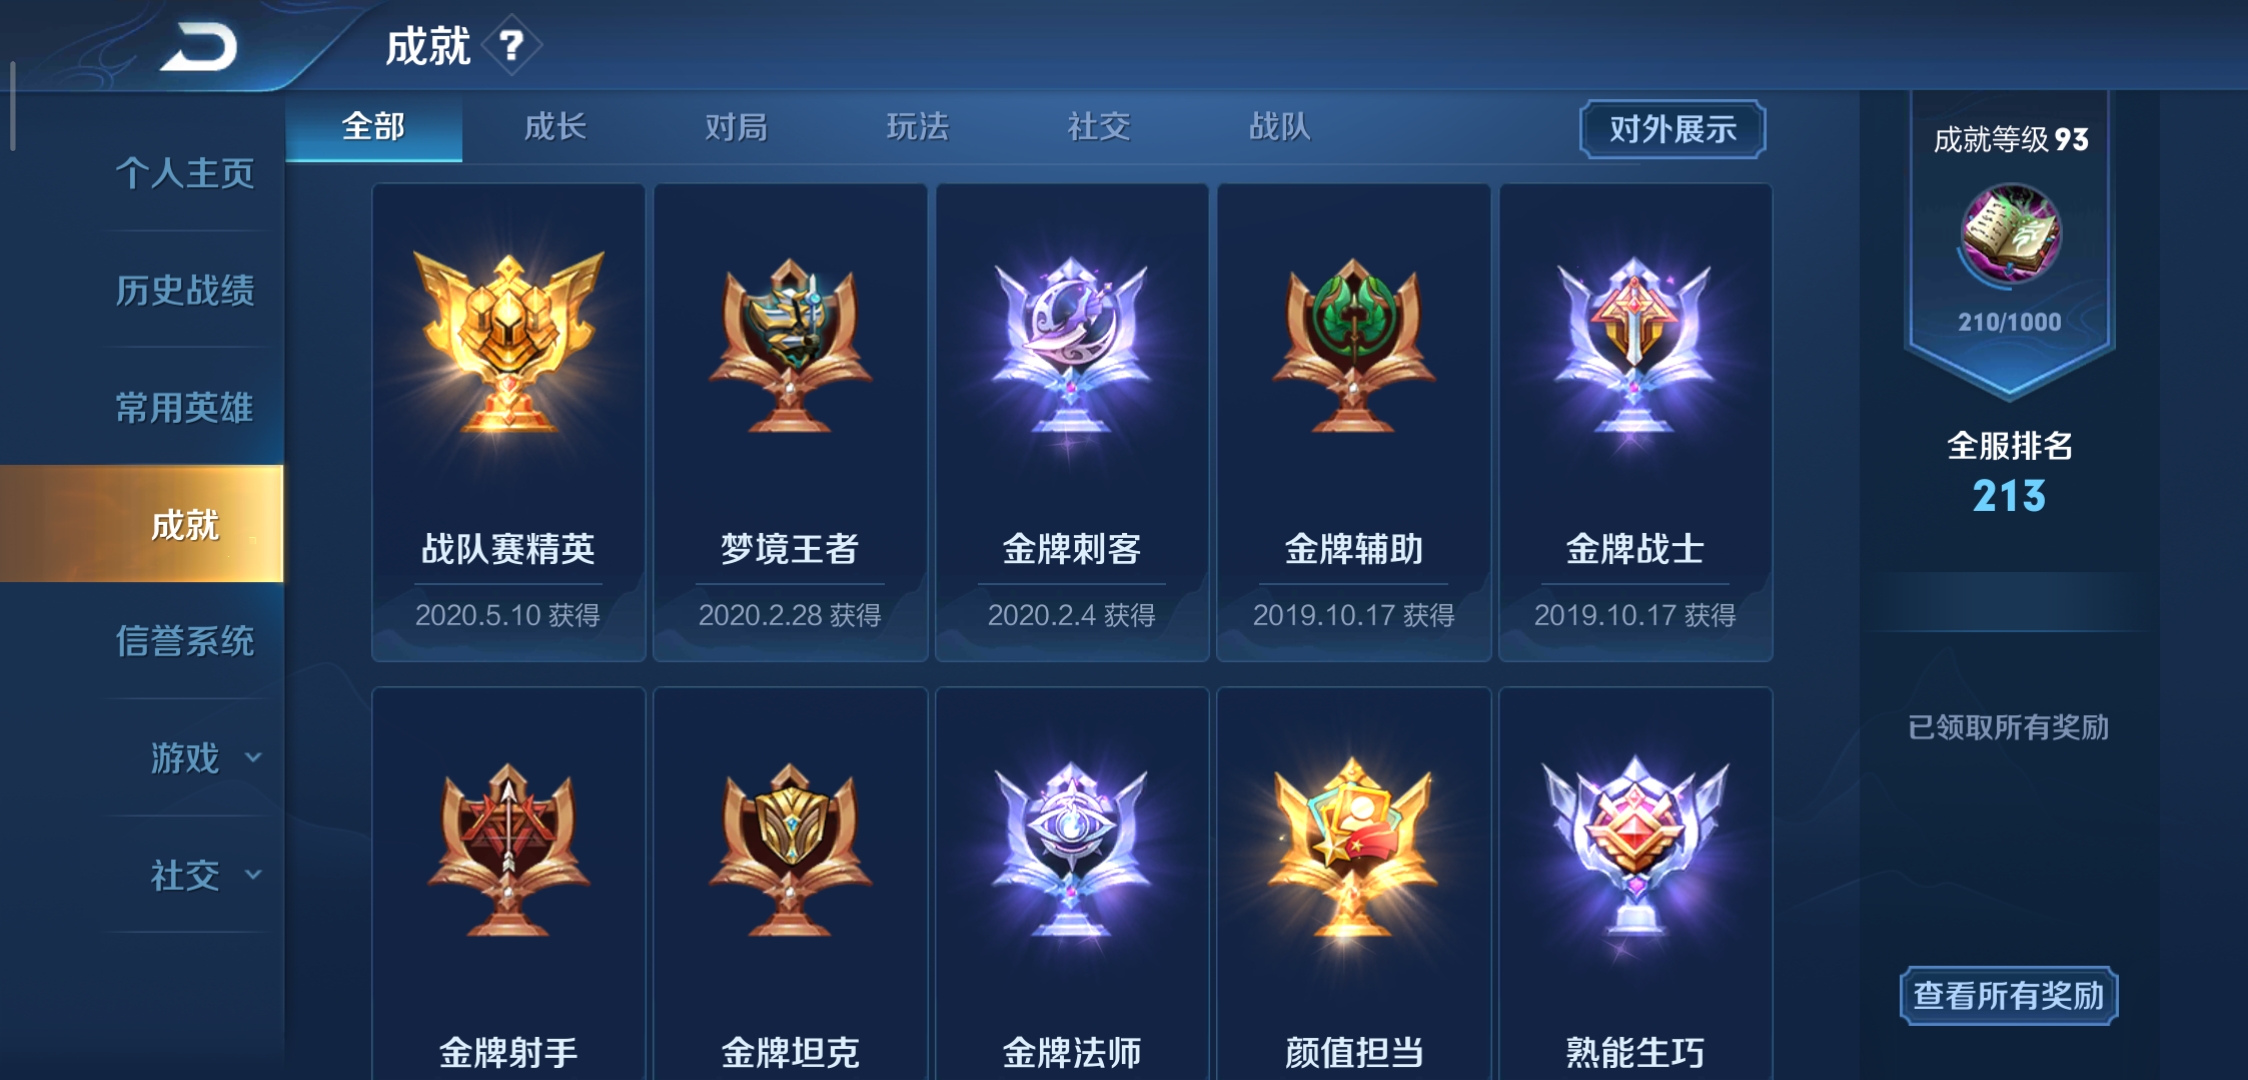 成就 ?
全部 成长 对局 玩法 社交 战队 对外展示
个人主页
历史战绩
常用英雄
成就
信誉系统
游戏
社交
战队赛精英 梦境王者 金牌刺客 金牌辅助 金牌战士
2020.5.10 获得 2020.2.28 获得 2020.2.4 获得 2019.10.17 获得 2019.10.17 获得
金牌射手 金牌坦克 金牌法师 颜值担当 熟能生巧
成就等级 93
210/1000
全服排名
213
已领取所有奖励
查看所有奖励